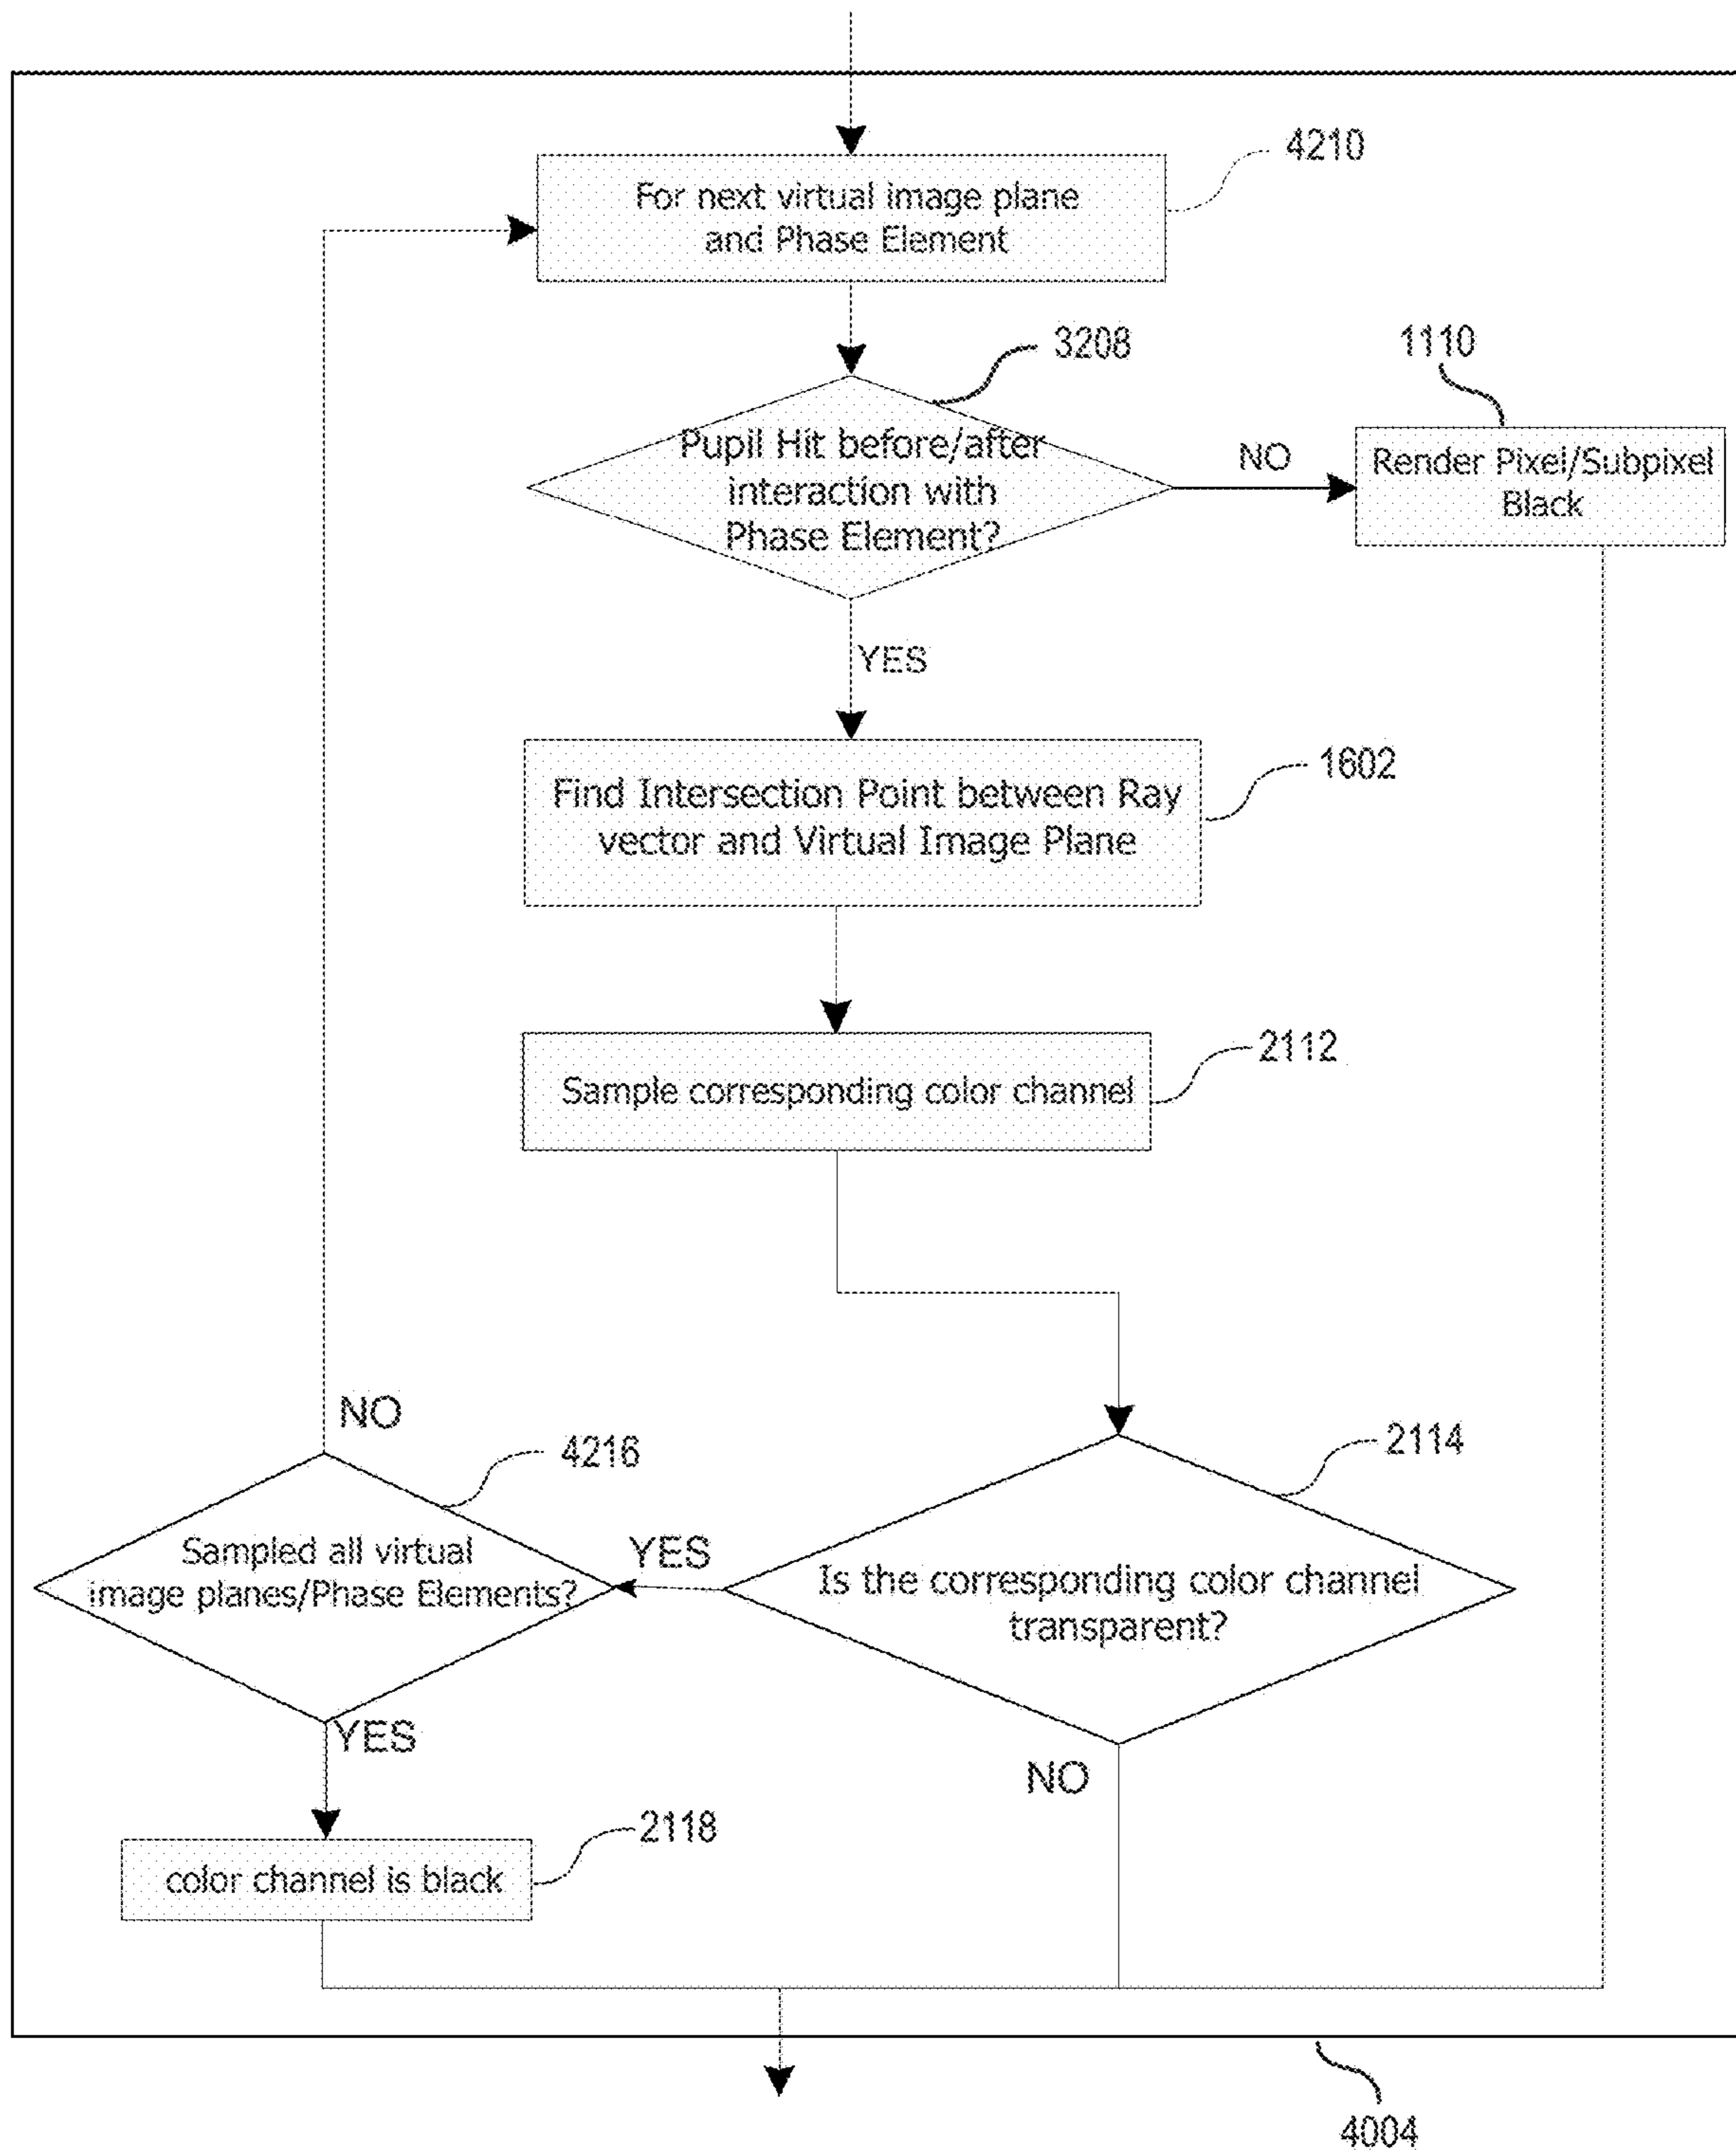 4210
For next virtual image plane
and Phase Element
3208
1110
Pupil Hit before/after
interaction with
Phase Element?
NO
Render Pixel/Subpixel
Black
YES
1602
Find Intersection Point between Ray
vector and Virtual Image Plane
2112
Sample corresponding color channel
NO
4216
2114
Sampled all virtual
image planes/Phase Elements?
YES
Is the corresponding color channel
transparent?
YES
NO
2118
color channel is black
4004